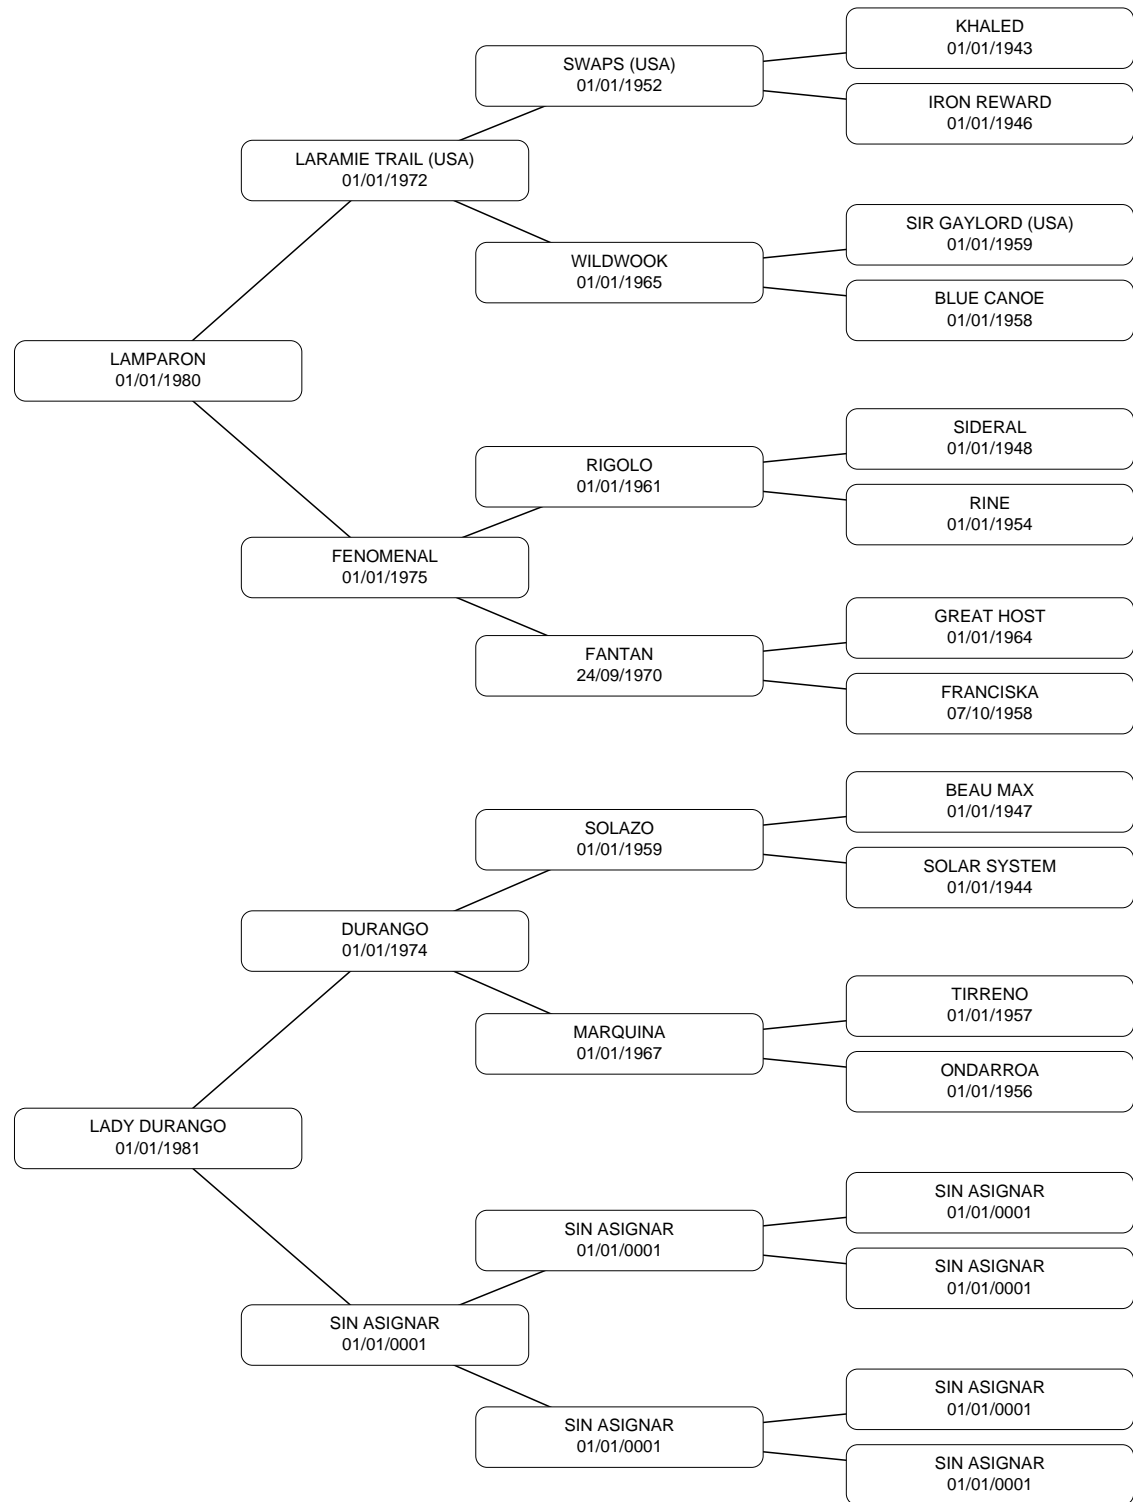 KHALED
01/01/1943
SWAPS (USA)
01/01/1952
IRON REWARD
01/01/1946
LARAMIE TRAIL (USA)
01/01/1972
SIR GAYLORD (USA)
01/01/1959
WILDWOOK
01/01/1965
BLUE CANOE
01/01/1958
LAMPARON
01/01/1980
SIDERAL
01/01/1948
RIGOLO
01/01/1961
RINE
01/01/1954
FENOMENAL
01/01/1975
GREAT HOST
01/01/1964
FANTAN
24/09/1970
FRANCISKA
07/10/1958
BEAU MAX
01/01/1947
SOLAZO
01/01/1959
SOLAR SYSTEM
01/01/1944
DURANGO
01/01/1974
TIRRENO
01/01/1957
MARQUINA
01/01/1967
ONDARROA
01/01/1956
LADY DURANGO
01/01/1981
SIN ASIGNAR
01/01/0001
SIN ASIGNAR
01/01/0001
SIN ASIGNAR
01/01/0001
SIN ASIGNAR
01/01/0001
SIN ASIGNAR
01/01/0001
SIN ASIGNAR
01/01/0001
SIN ASIGNAR
01/01/0001